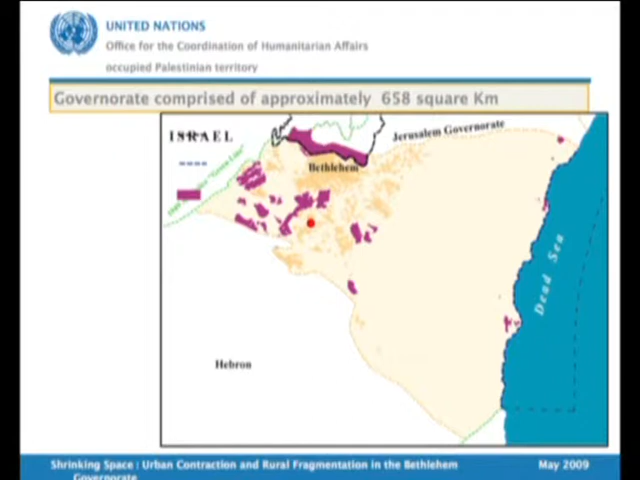 UNITED NATIONS
Office for the Coordination of Humanitarian Affairs
occupied Palestinian territory
Governorate comprised of approximately 658 square Km
ISRAEL
Jerusalem Governorate
Bethlehem
"Green Line"
Dead Sea
Hebron
Shrinking Space : Urban Contraction and Rural Fragmentation in the Bethlehem
Governorate
May 2009